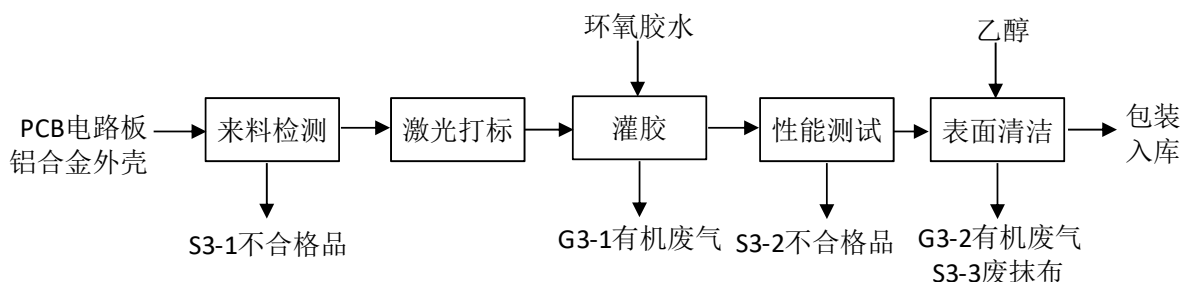 环氧胶水
乙醇
PCB电路板
铝合金外壳
来料检测
激光打标
灌胶
性能测试
表面清洁
包装
入库
S3-1不合格品
G3-1有机废气
S3-2不合格品
G3-2有机废气
S3-3废抹布